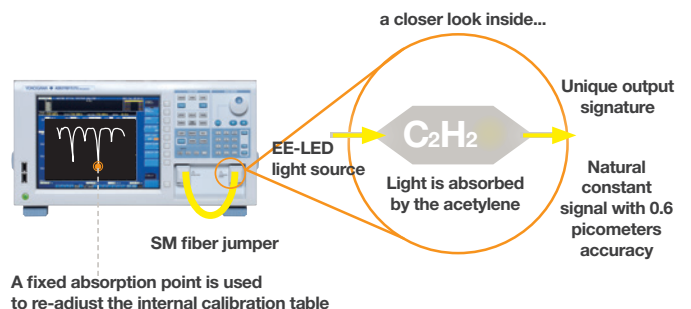 a closer look inside...
YOKOGAWA
Unique output
signature
C2H2
EE-LED
light source
Light is absorbed
by the acetylene
Natural
constant
signal with 0.6
picometers
accuracy
SM fiber jumper
A fixed absorption point is used
to re-adjust the internal calibration table